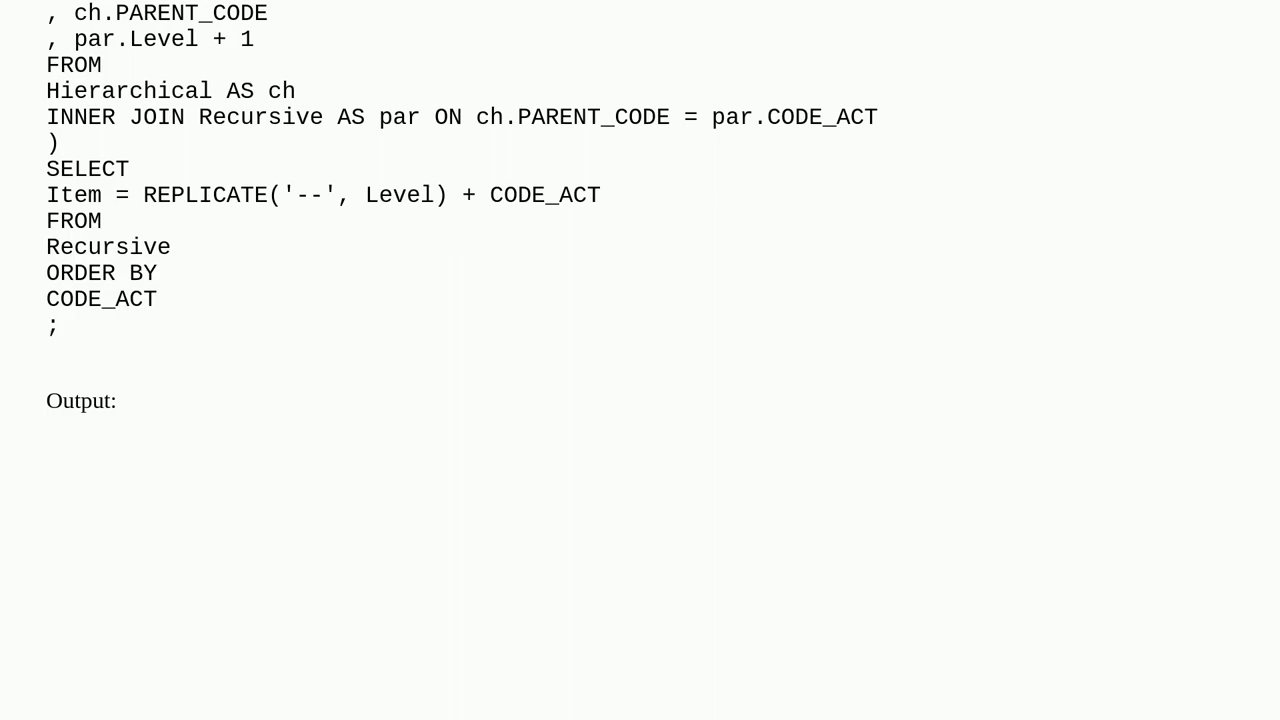 , ch.PARENT_CODE
, par.Level + 1
FROM
Hierarchical AS ch
INNER JOIN Recursive AS par ON ch.PARENT_CODE = par.CODE_ACT
)
SELECT
Item = REPLICATE('--', Level) + CODE_ACT
FROM
Recursive
ORDER BY
CODE_ACT
;
Output: